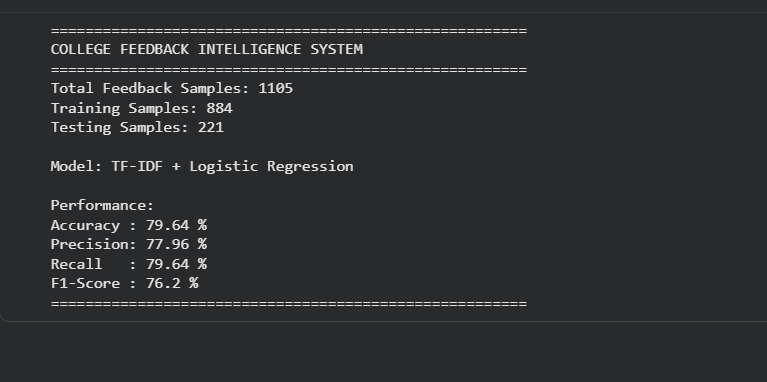 =======================================================
COLLEGE FEEDBACK INTELLIGENCE SYSTEM
=======================================================
Total Feedback Samples: 1105
Training Samples: 884
Testing Samples: 221
Model: TF-IDF + Logistic Regression
Performance:
Accuracy : 79.64 %
Precision: 77.96 %
Recall   : 79.64 %
F1-Score : 76.2 %
=======================================================